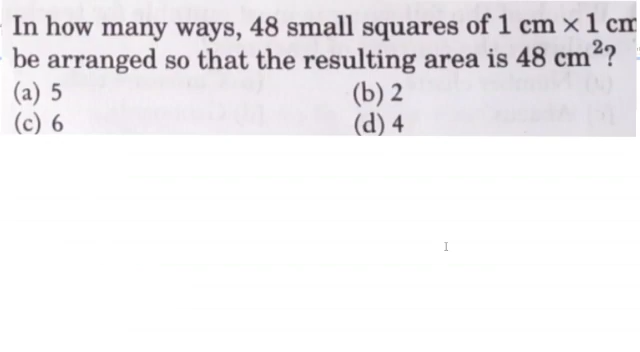 In how many ways, 48 small squares of 1 cm × 1 cm
be arranged so that the resulting area is 48 cm²?
(a) 5 (b) 2
(c) 6 (d) 4